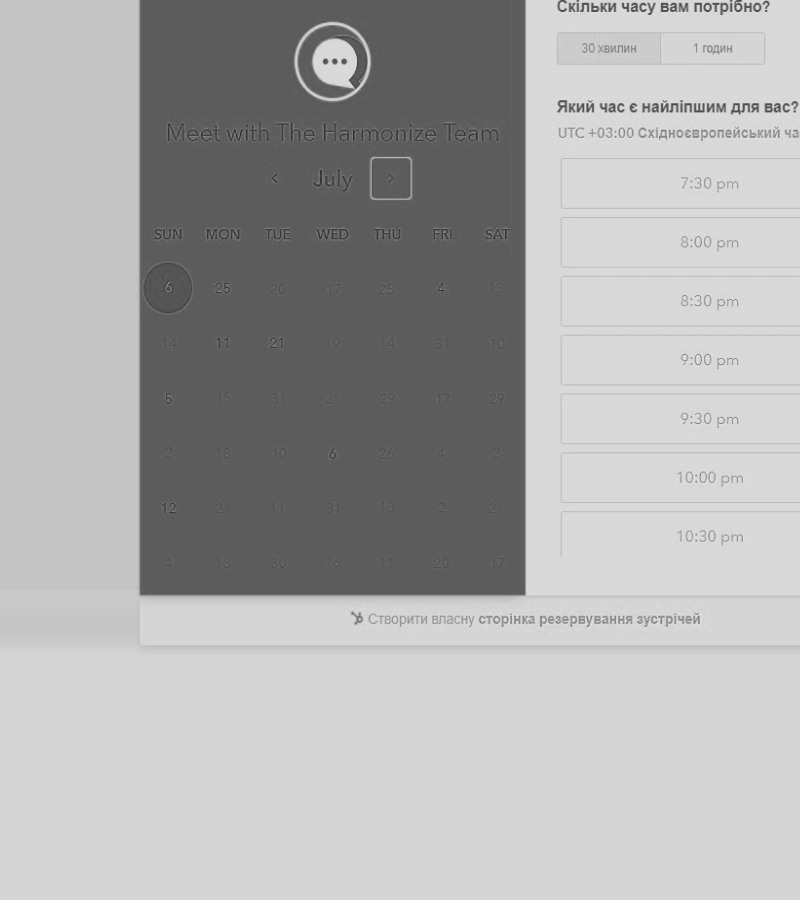 Скільки часу вам потрібно?
30 хвилин 1 годин
Який час є найліпшим для вас?
UTC +03:00 Східноєвропейський
7:30 pm
8:00 pm
8:30 pm
9:00 pm
9:30 pm
10:00 pm
10:30 pm
Meet with The Harmonize Team
July
SUN MON TUE WED THU FRI SAT
6 25 20 17 25 4 13
14 11 21 19 14 31 10
5 15 31 21 29 17 29
2 18 10 6 26 4 2
12 21 11 31 13 2 21
4 18 30 16 11 20 17
Створити власну сторінка резервування зустрічей